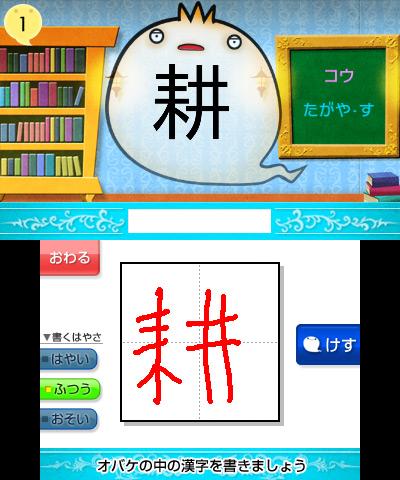 1
耕
コウ
たがや-す
おわる
▼書くはやさ
はやい
ふつう
おそい
耕
けす
オバケの中の漢字を書きましょう